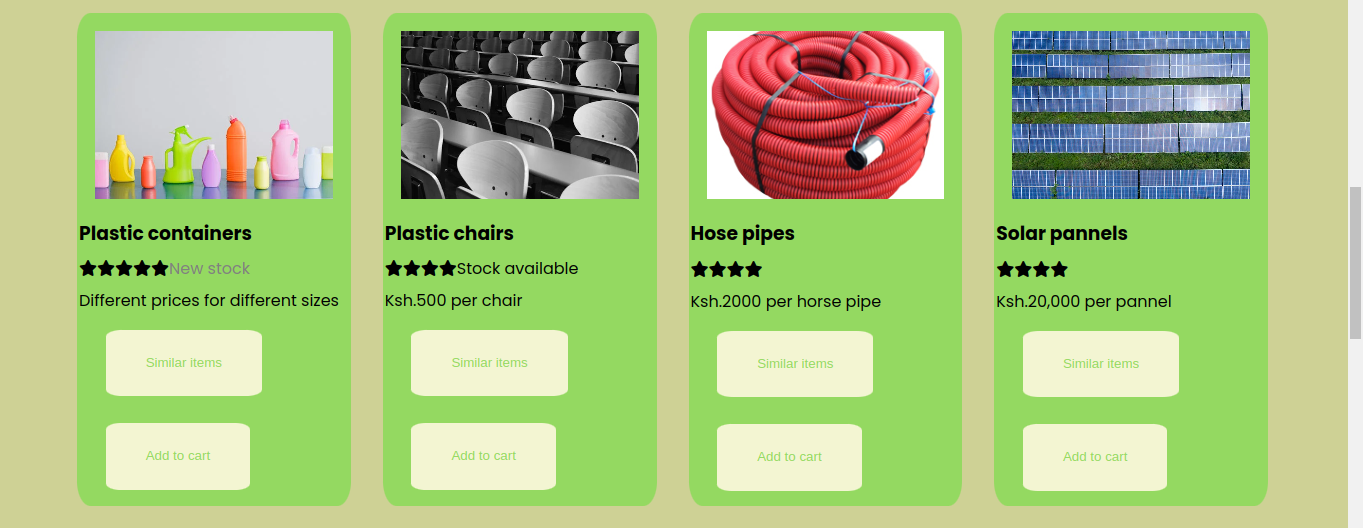 Plastic containers
New stock
Different prices for different sizes
Similar items
Add to cart
Plastic chairs
Stock available
Ksh.500 per chair
Similar items
Add to cart
Hose pipes
Ksh.2000 per horse pipe
Similar items
Add to cart
Solar pannels
Ksh.20,000 per pannel
Similar items
Add to cart